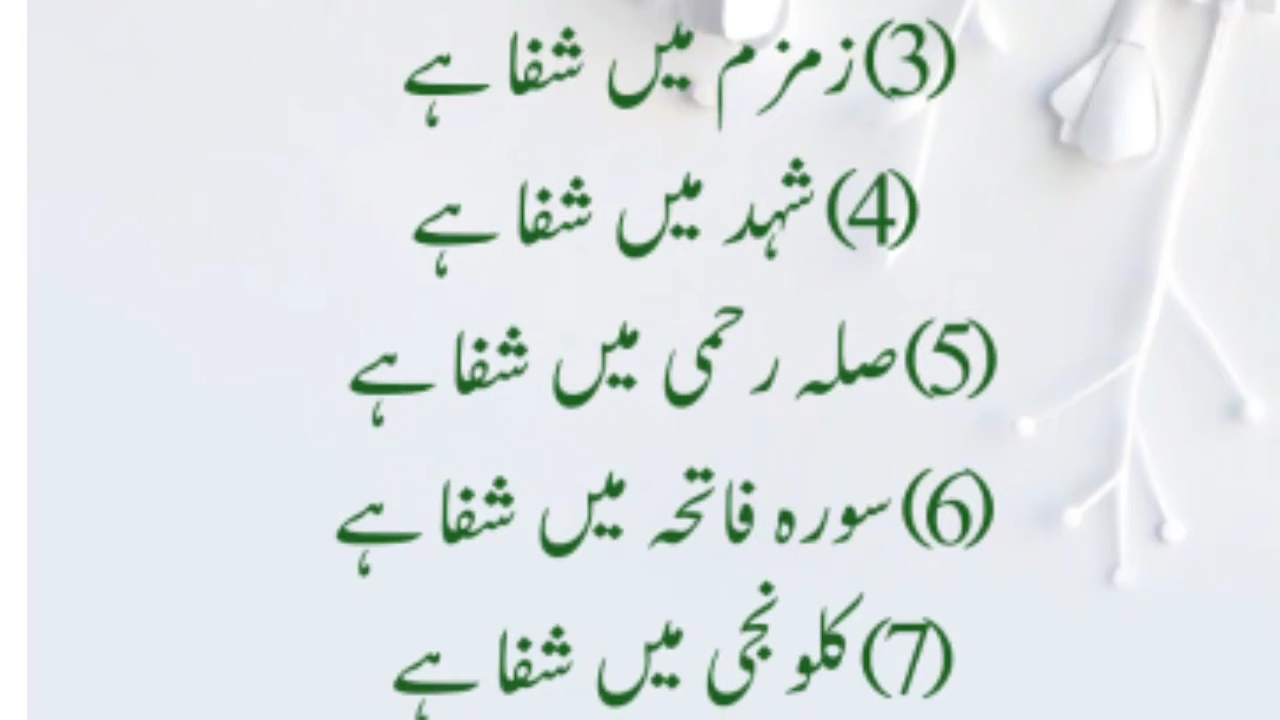 (3)زمزم میں شفا ہے
(4)شہد میں شفا ہے
(5)صلہ رحمی میں شفا ہے
(6)سورہ فاتحہ میں شفا ہے
(7)کلونجی میں شفا ہے